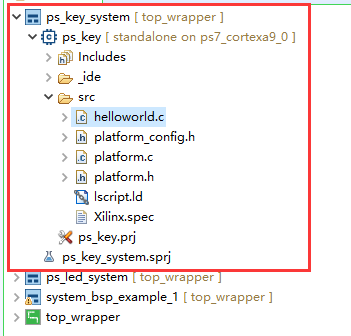 ps_key_system [ top_wrapper ]
ps_key [ standalone on ps7_cortexa9_0 ]
Includes
_ide
src
helloworld.c
platform_config.h
platform.c
platform.h
lscript.ld
Xilinx.spec
ps_key.prj
ps_key_system.sprj
ps_led_system [ top_wrapper ]
system_bsp_example_1 [ top_wrapper ]
top_wrapper